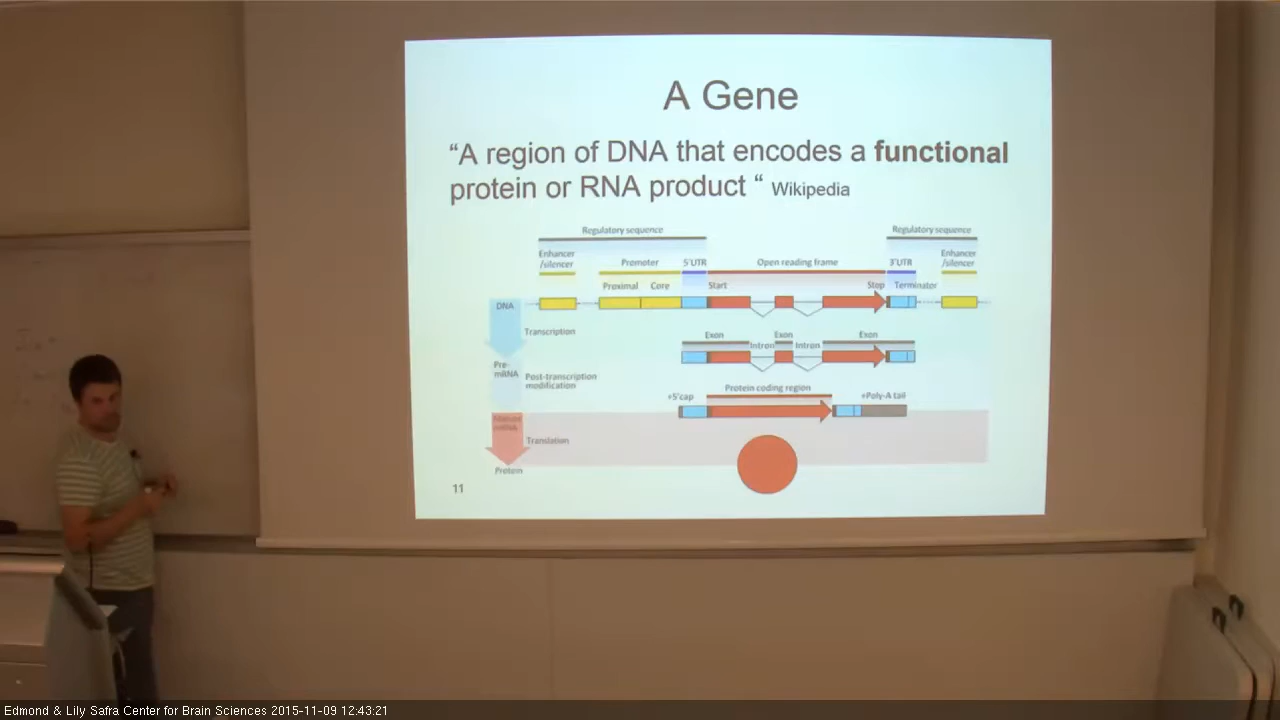 A Gene
“A region of DNA that encodes a functional
protein or RNA product “ Wikipedia
Regulatory sequence Regulatory sequence
Enhancer Enhancer
/silencer Promoter 5'UTR Open reading frame 3'UTR /silencer
Proximal Core Start Stop Terminator
DNA
Transcription
Exon Exon Exon
Intron Intron
Pre-
mRNA Post-transcription
modification
Protein coding region
+5'cap +Poly-A tail
Mature
mRNA
Translation
Protein
11
Edmond & Lily Safra Center for Brain Sciences 2015-11-09 12:43:21